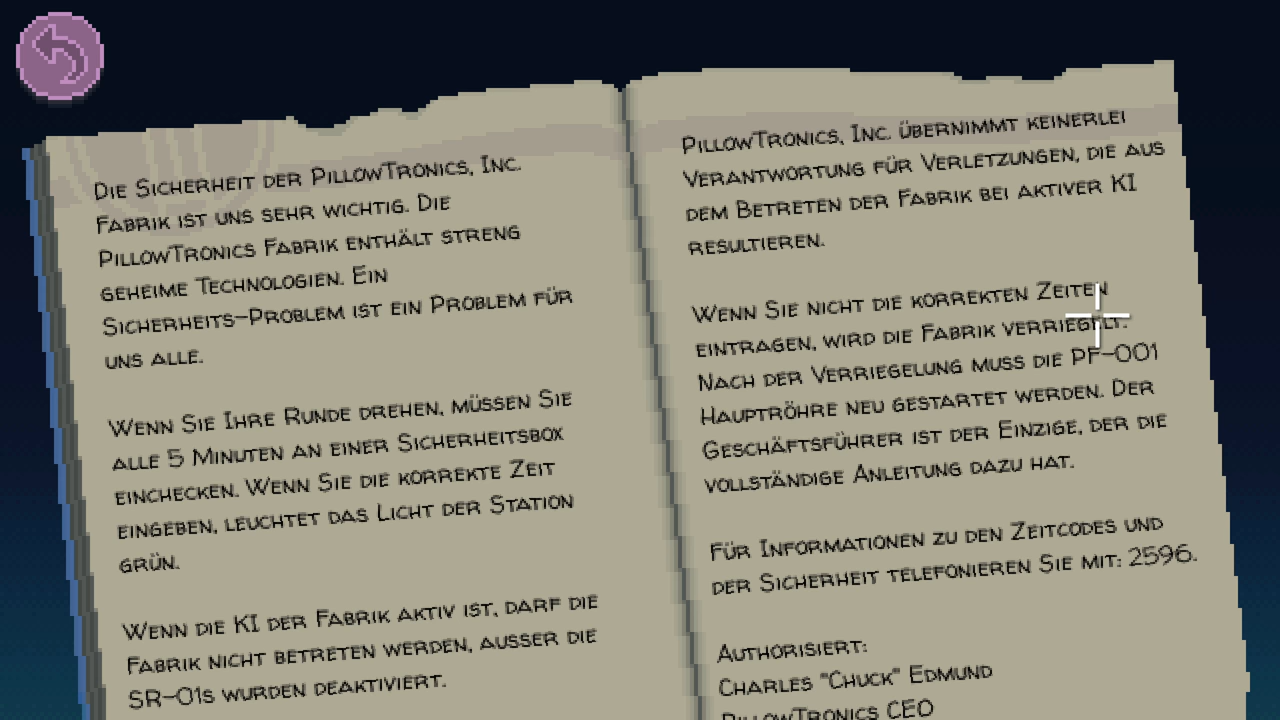 Die Sicherheit der PillowTronics, Inc.
Fabrik ist uns sehr wichtig. Die
PillowTronics Fabrik enthält streng
geheime Technologien. Ein
Sicherheits-Problem ist ein Problem für
uns alle.
Wenn Sie Ihre Runde drehen, müssen Sie
alle 5 Minuten an einer Sicherheitsbox
einchecken. Wenn Sie die korrekte Zeit
eingeben, leuchtet das Licht der Station
grün.
Wenn die KI der Fabrik aktiv ist, darf die
Fabrik nicht betreten werden, ausser die
SR-01s wurden deaktiviert.
PillowTronics, Inc. übernimmt keinerlei
Verantwortung für Verletzungen, die aus
dem Betreten der Fabrik bei aktiver KI
resultieren.
Wenn Sie nicht die korrekten Zeiten
eintragen, wird die Fabrik verriegelt.
Nach der Verriegelung muss die PF-001
Hauptröhre neu gestartet werden. Der
Geschäftsführer ist der Einzige, der die
vollständige Anleitung dazu hat.
Für Informationen zu den Zeitcodes und
der Sicherheit telefonieren Sie mit: 2596.
Authorisiert:
Charles "Chuck" Edmund
PillowTronics CEO